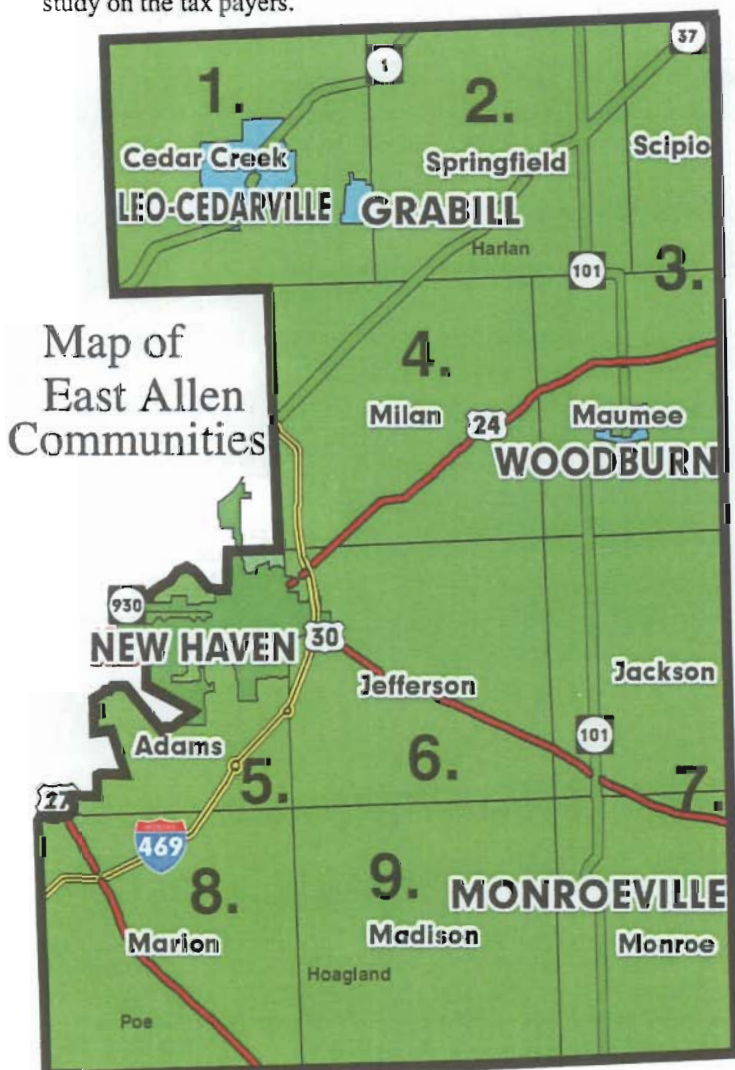 study on the tax payers.
37
1
1.
2.
Cedar Creek
Springfield
Scipio
LEO-CEDARVILLE
GRABILL
Harlan
101
3.
Map of
East Allen
Communities
4.
Milan
24
Maumee
WOODBURN
930
NEW HAVEN
30
Jefferson
Jackson
Adams
101
5.
6.
7.
27
469
8.
9.
MONROEVILLE
Marion
Madison
Monroe
Hoagland
Poe